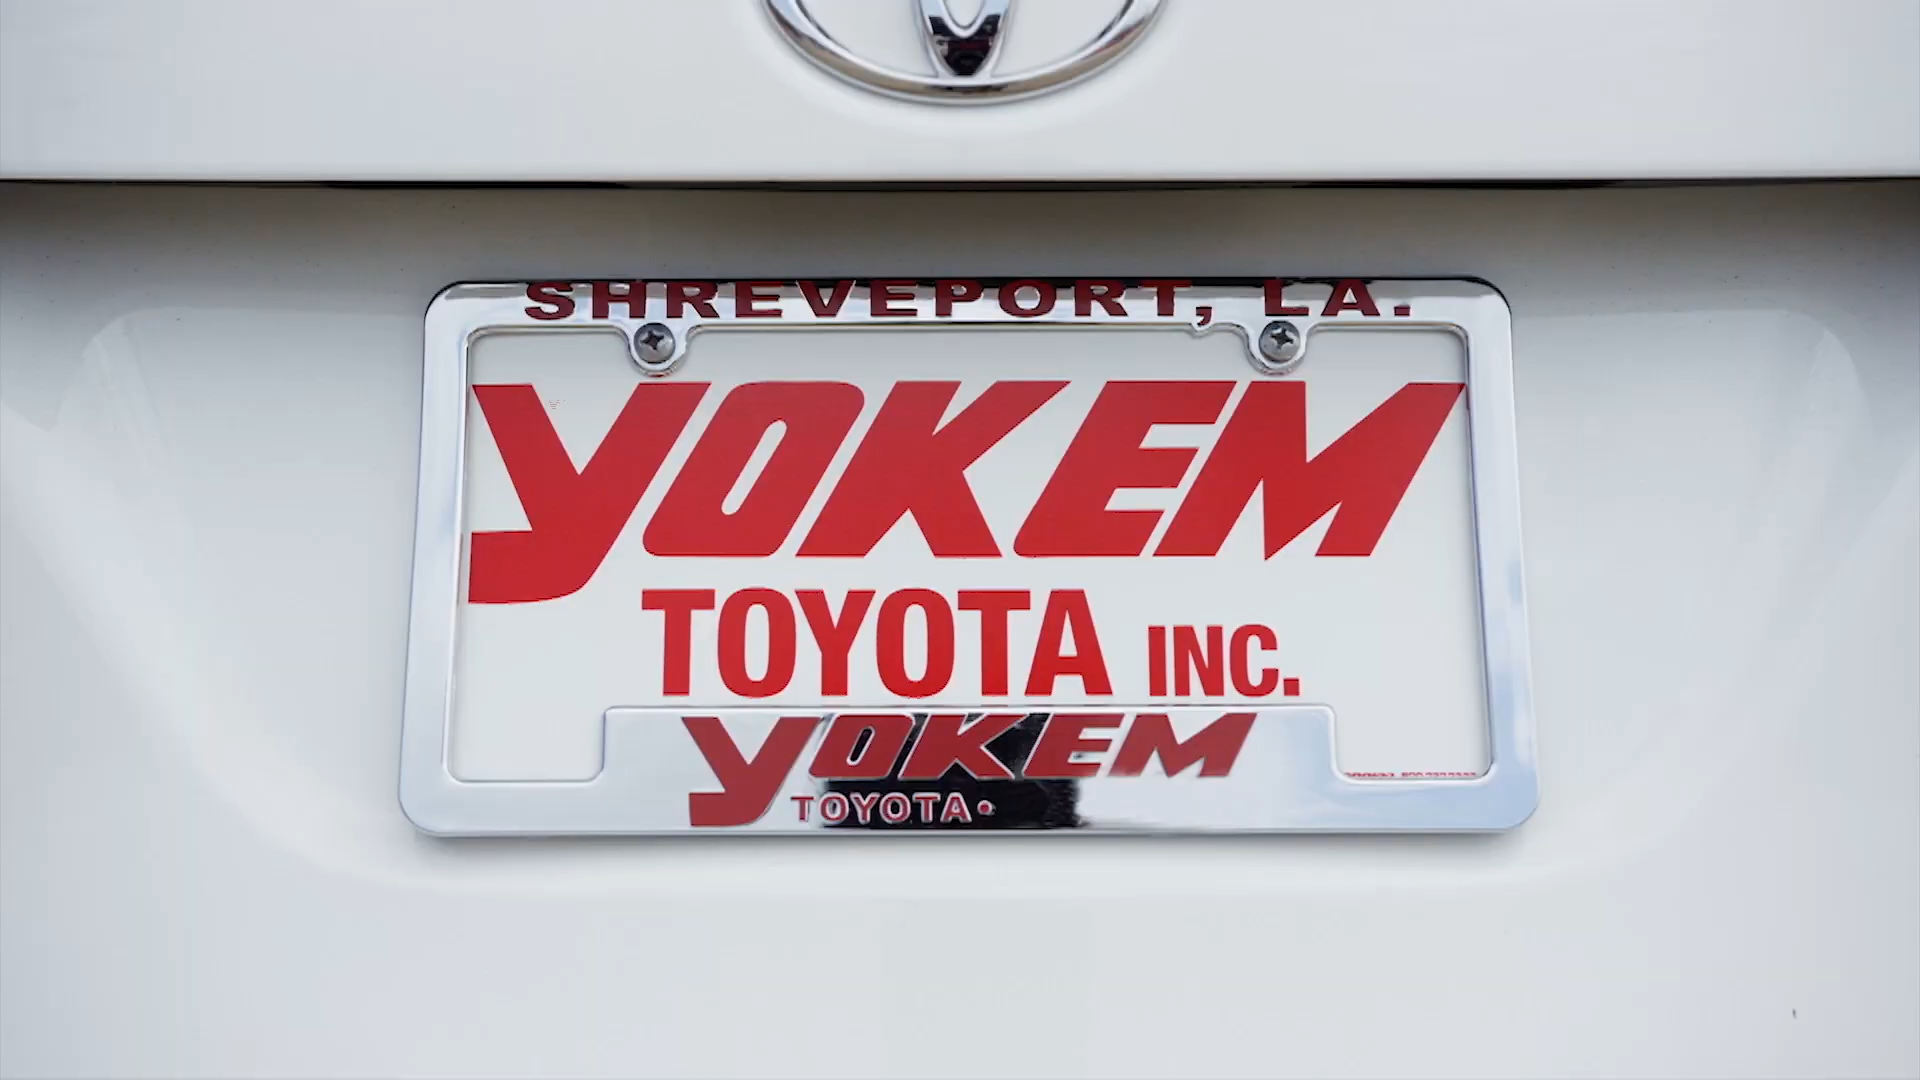 SHREVEPORT, LA.
YOKEM
TOYOTA INC.
YOKEM
TOYOTA